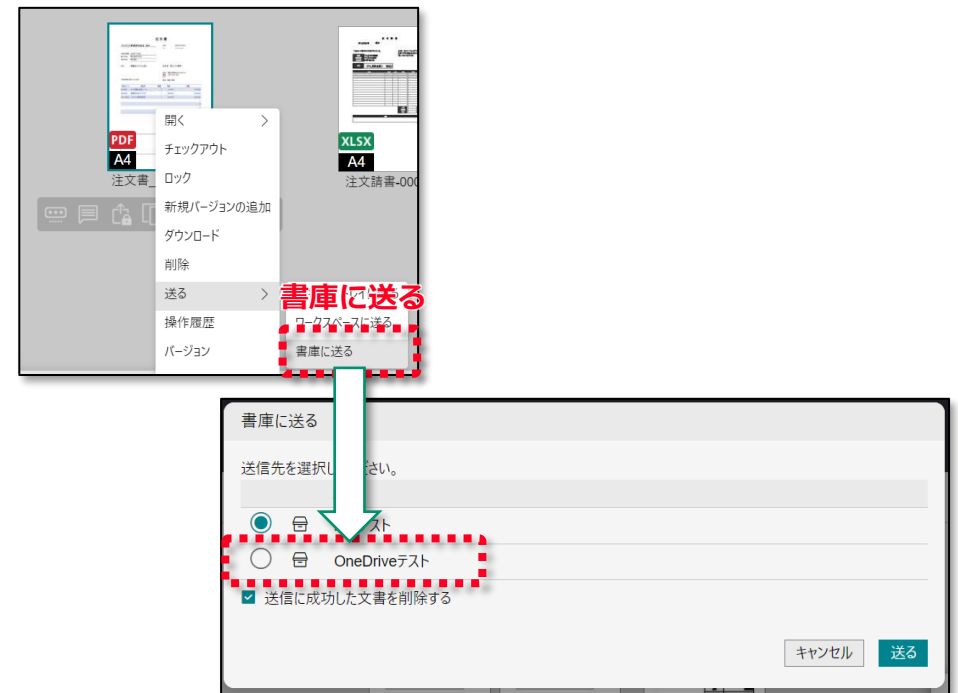 注文書
PDF
A4
注文書_
XLSX
A4
注文請書-000
開く
チェックアウト
ロック
新規バージョンの追加
ダウンロード
削除
送る
操作履歴
バージョン
書庫に送る
ワークスペースに送る
書庫に送る
書庫に送る
送信先を選択し ださい。
スト
OneDriveテスト
送信に成功した文書を削除する
キャンセル
送る